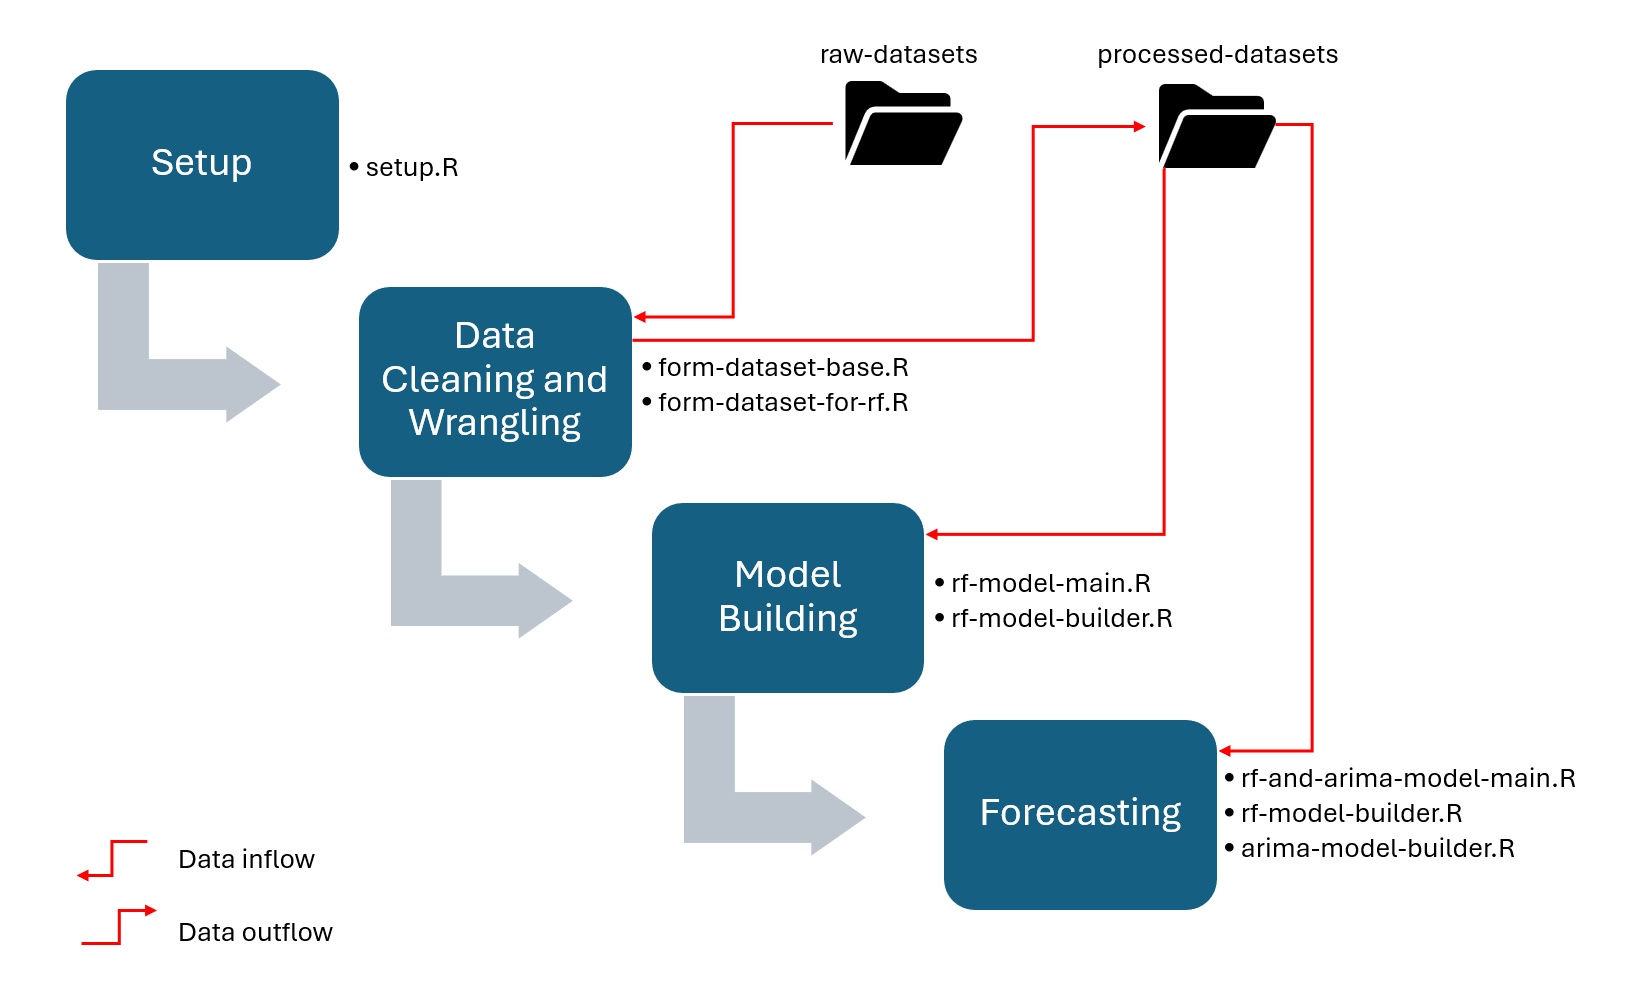 raw-datasets
processed-datasets
Setup
• setup.R
Data
Cleaning and
Wrangling
• form-dataset-base.R
• form-dataset-for-rf.R
Model
Building
• rf-model-main.R
• rf-model-builder.R
Forecasting
• rf-and-arima-model-main.R
• rf-model-builder.R
• arima-model-builder.R
Data inflow
Data outflow